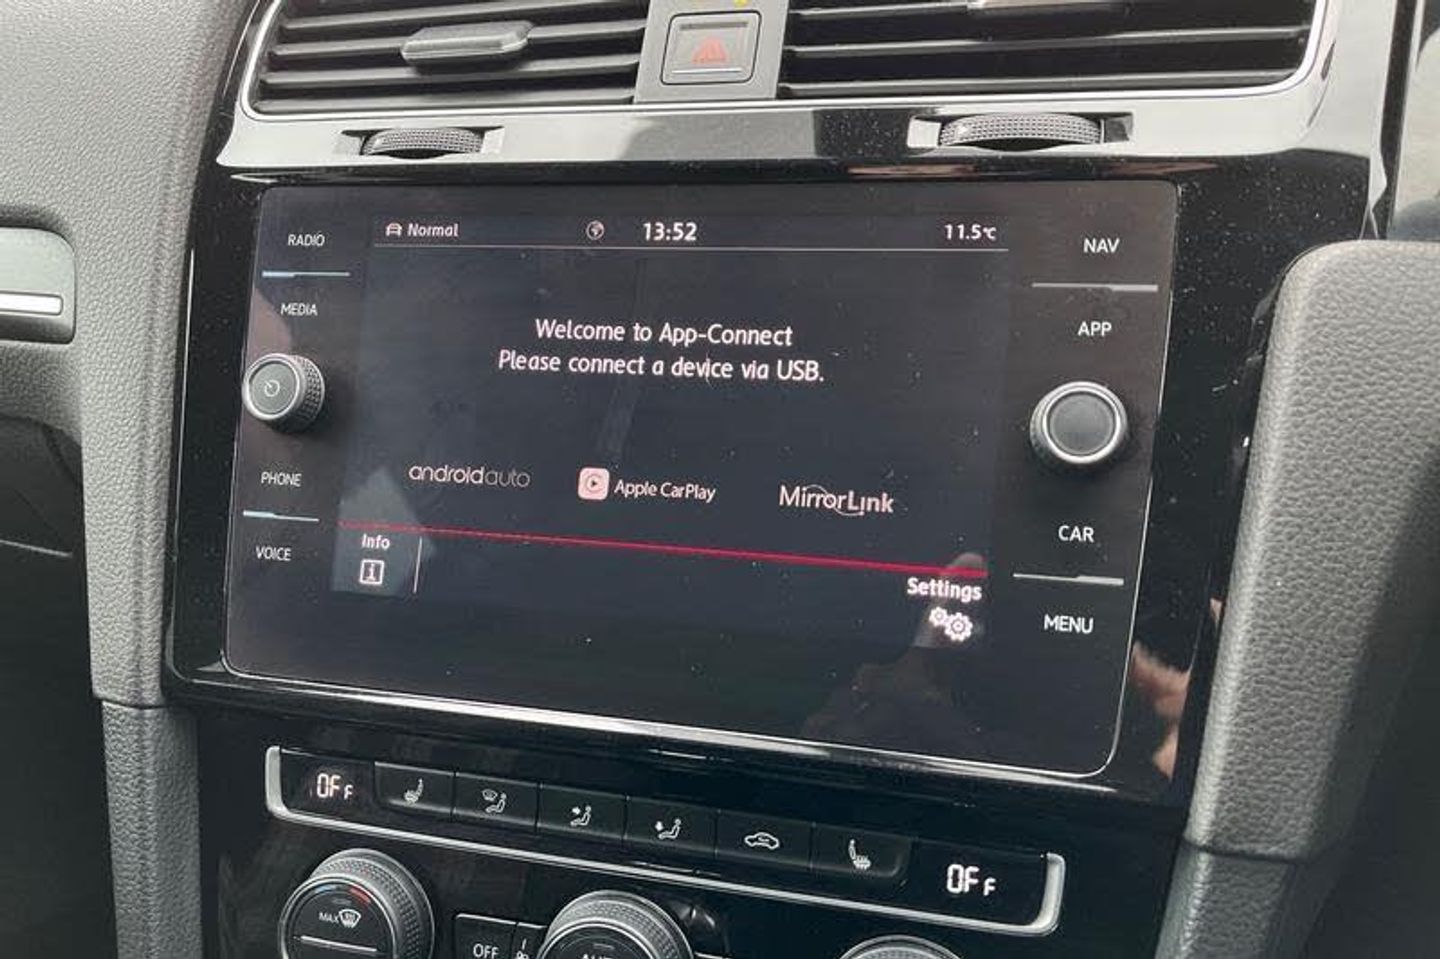 RADIO
MEDIA
PHONE
VOICE
Normal
13:52
11.5°C
Welcome to App-Connect
Please connect a device via USB.
androidauto
Apple CarPlay
MirrorLink
Info
i
Settings
NAV
APP
CAR
MENU
OFF
OFF
MAX
OFF